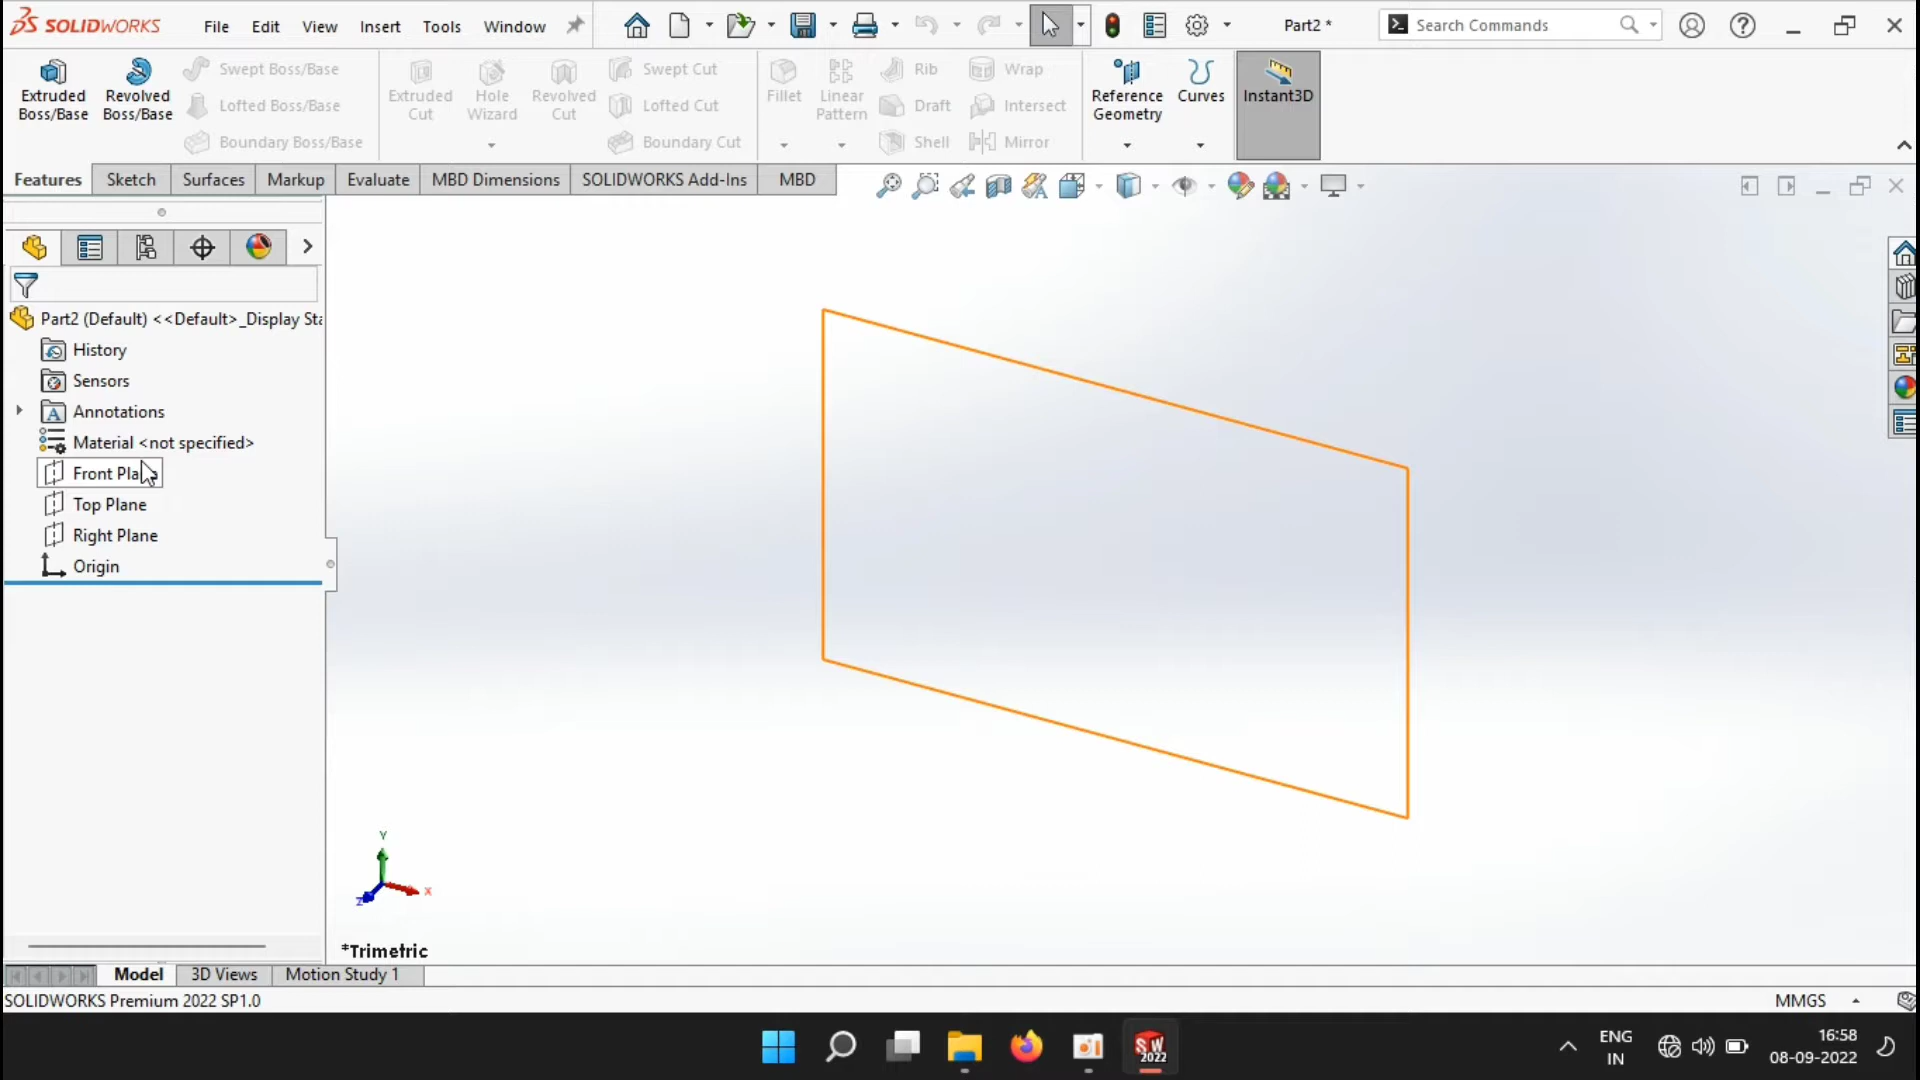 SOLIDWORKS File Edit View Insert Tools Window Part2 * Search Commands
Extruded Boss/Base
Revolved Boss/Base
Swept Boss/Base
Lofted Boss/Base
Boundary Boss/Base
Extruded Cut
Hole Wizard
Revolved Cut
Swept Cut
Lofted Cut
Boundary Cut
Fillet
Linear Pattern
Rib
Draft
Shell
Wrap
Intersect
Mirror
Reference Geometry
Curves
Instant3D
Features Sketch Surfaces Markup Evaluate MBD Dimensions SOLIDWORKS Add-Ins MBD
Part2 (Default) <<Default>_Display Sta
History
Sensors
A Annotations
Material <not specified>
Front Pla
Top Plane
Right Plane
Origin
Y
X
Z
*Trimetric
Model 3D Views Motion Study 1
SOLIDWORKS Premium 2022 SP1.0 MMGS
SW 2022
ENG
IN
16:58
08-09-2022